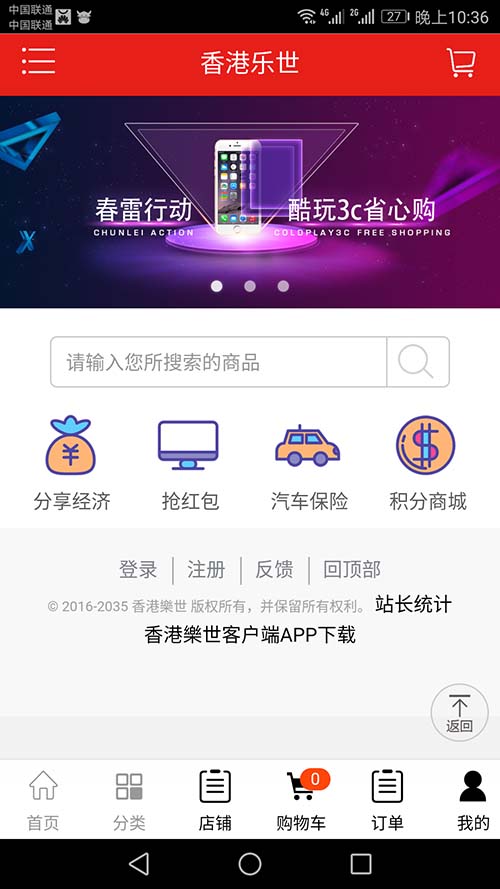 中国联通
中国联通
4G 2G 27 晚上10:36
香港乐世
春雷行动 酷玩3c省心购
CHUNLEI ACTION COLDPLAY3C FREE SHOPPING
请输入您所搜索的商品
¥ $
分享经济 抢红包 汽车保险 积分商城
登录 注册 反馈 回顶部
© 2016-2035 香港樂世 版权所有，并保留所有权利。 站长统计
香港樂世客户端APP下载
返回
0
首页 分类 店铺 购物车 订单 我的